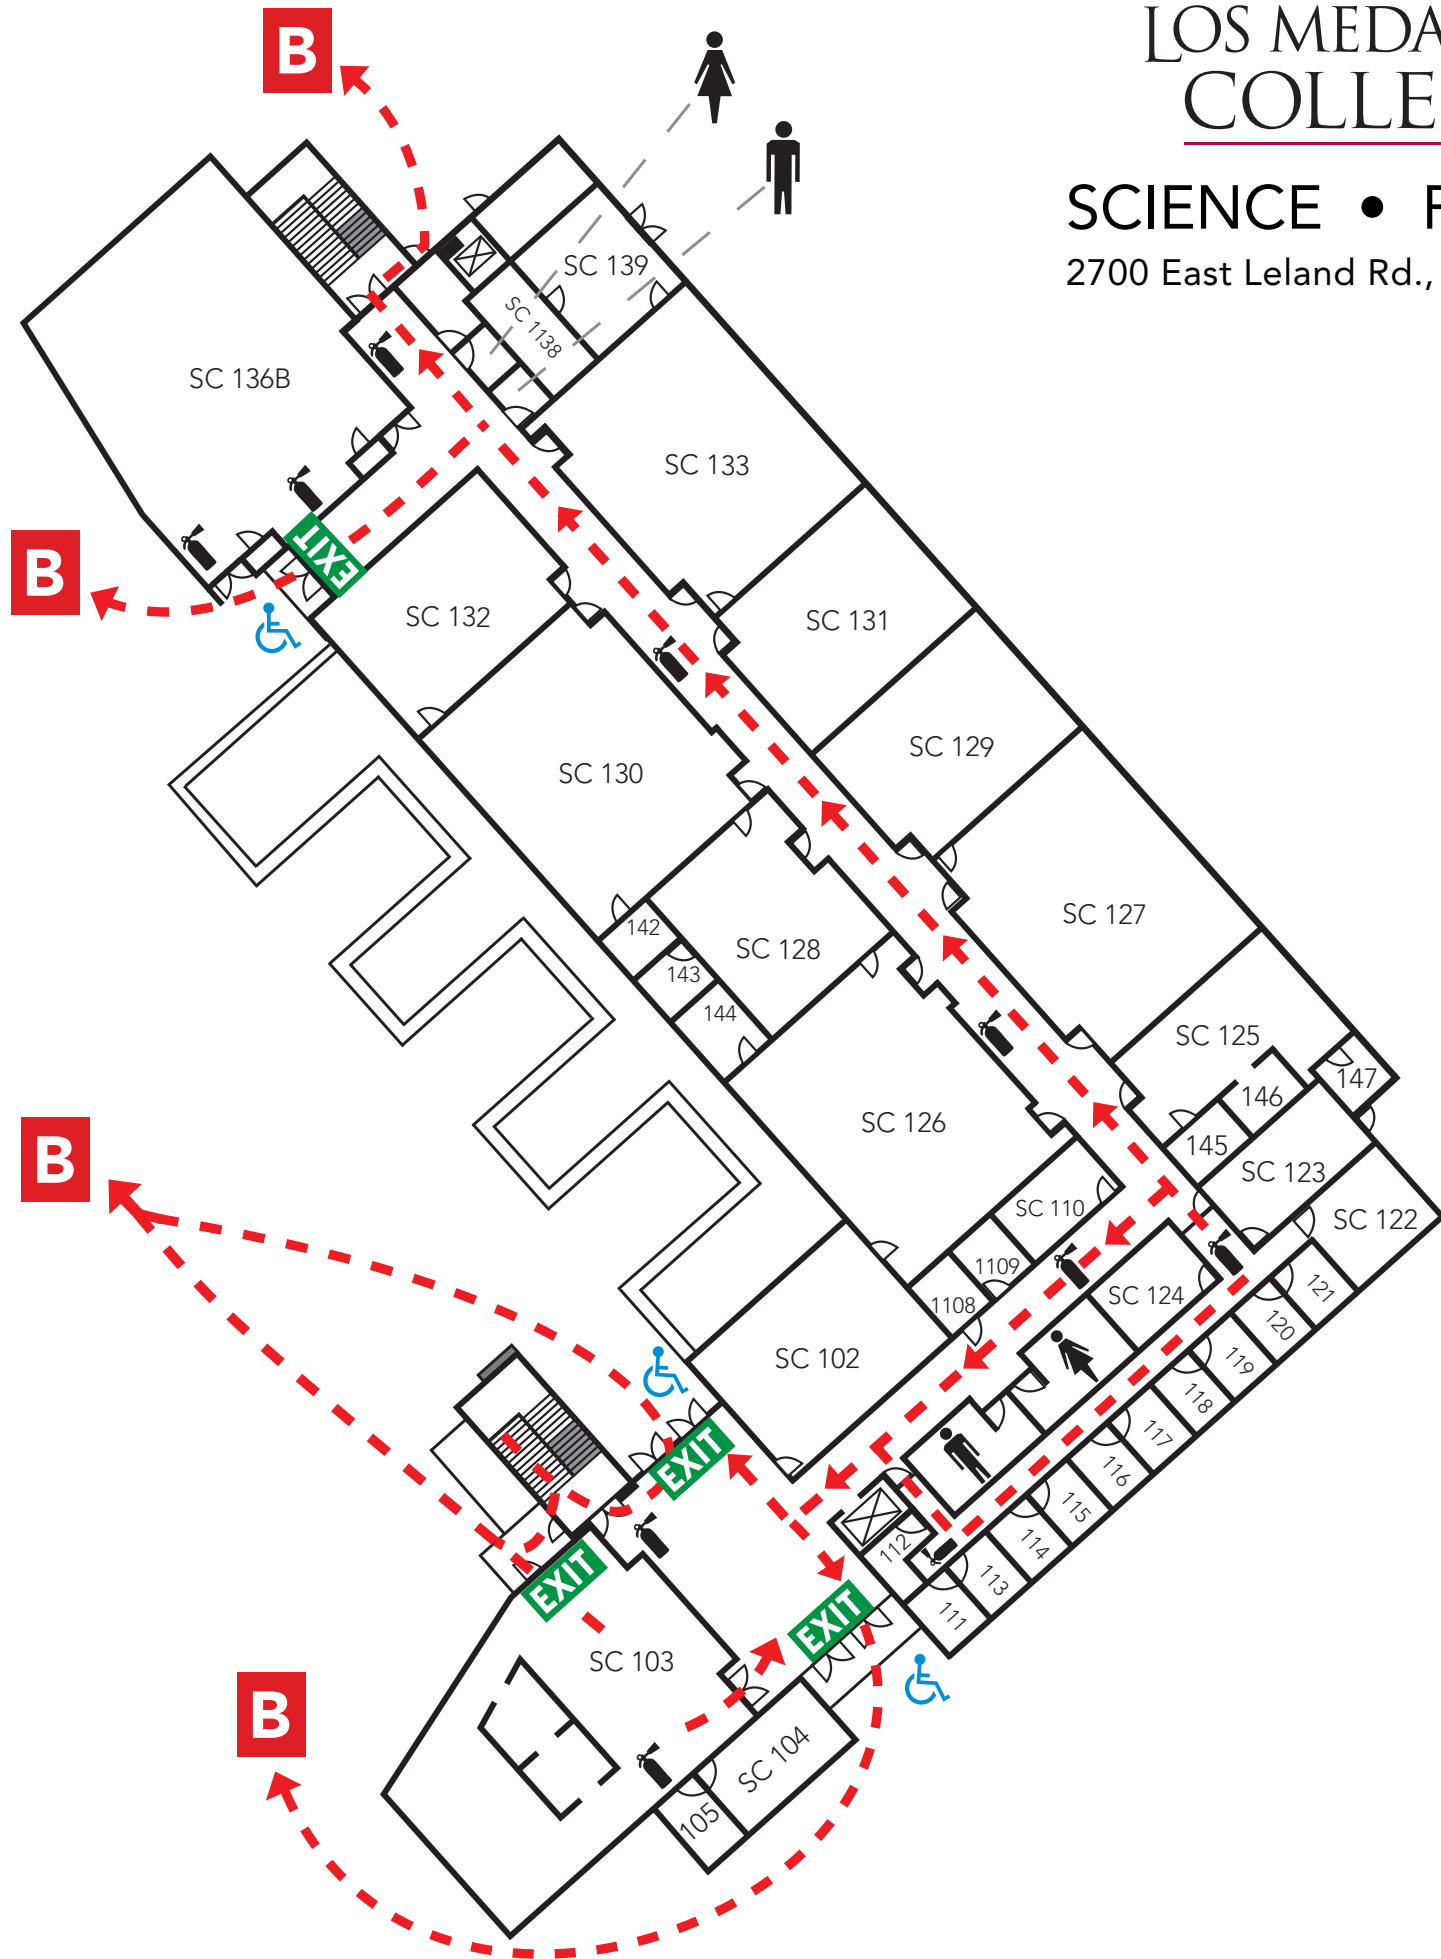 B
LOS MEDA
COLLE
SCIENCE •
2700 East Leland Rd.,
SC 139
SC 1138
SC 136B
SC 133
EXIT
B
SC 132
SC 131
SC 130
SC 129
SC 127
142
SC 128
143
144
SC 125
147
146
SC 126
145
B
SC 123
SC 110
SC 122
1109
SC 124
121
1108
120
SC 102
119
118
117
EXIT
116
115
114
112
113
EXIT
EXIT
111
SC 103
B
SC 104
105